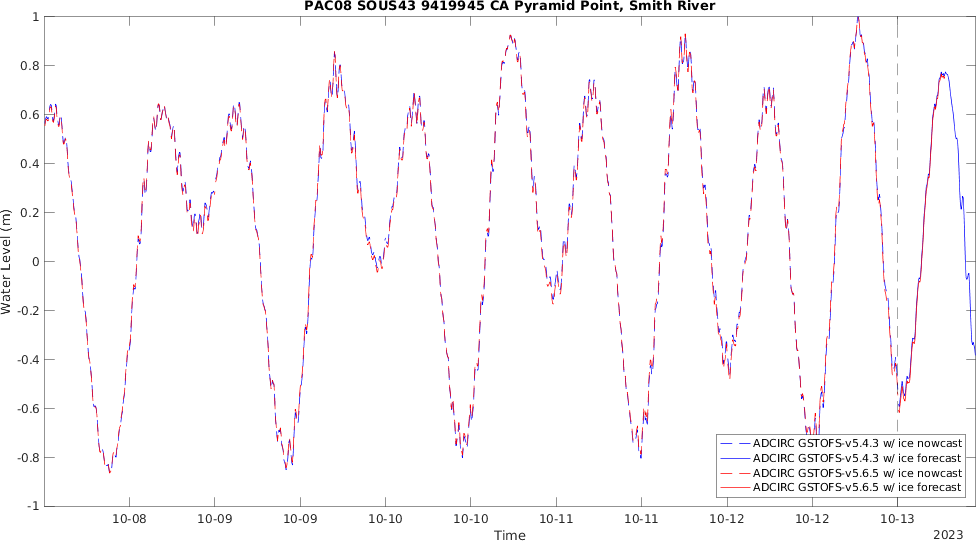 PAC08 SOUS43 9419945 CA Pyramid Point, Smith River
Water Level (m)
1
0.8
0.6
0.4
0.2
0
-0.2
-0.4
-0.6
-0.8
-1
10-08 10-09 10-09 10-10 10-10 10-11 10-11 10-12 10-12 10-13
Time
2023
ADCIRC GSTOFS-v5.4.3 w/ ice nowcast
ADCIRC GSTOFS-v5.4.3 w/ ice forecast
ADCIRC GSTOFS-v5.6.5 w/ ice nowcast
ADCIRC GSTOFS-v5.6.5 w/ ice forecast